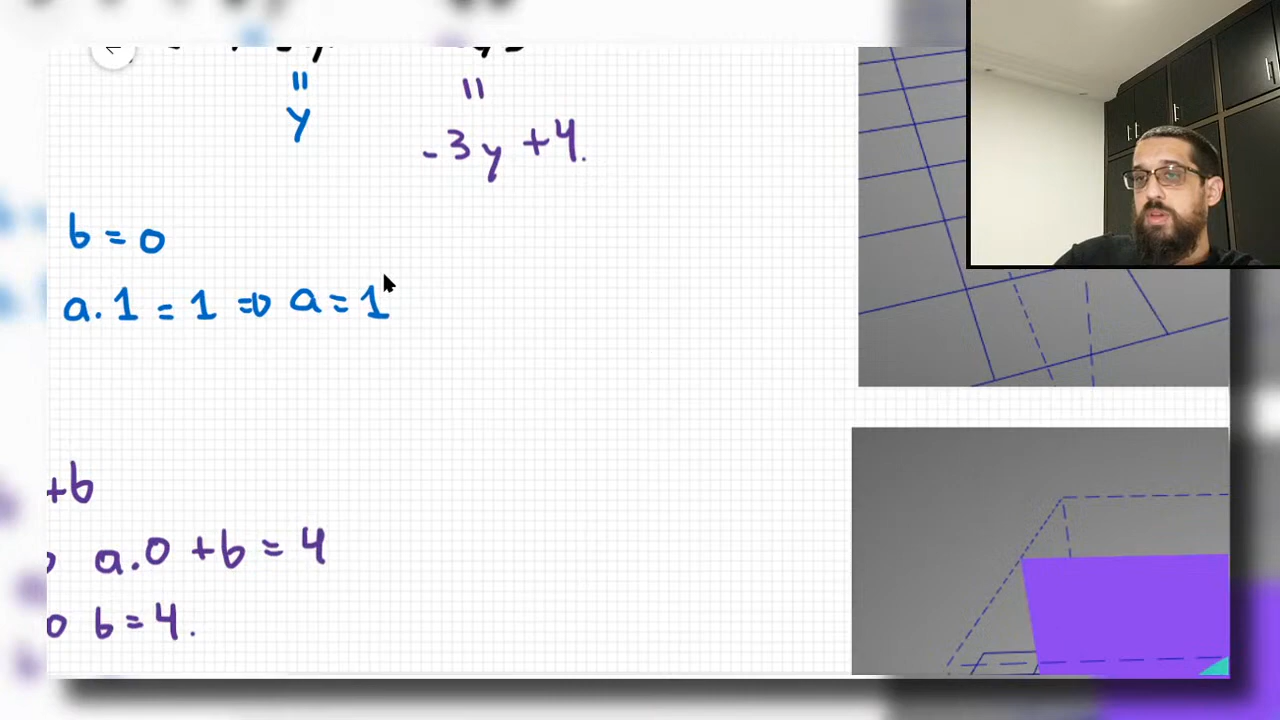 = =
y -3y +4.
b = 0
a. 1 = 1 => a = 1
+b
a.0 +b = 4
b = 4.